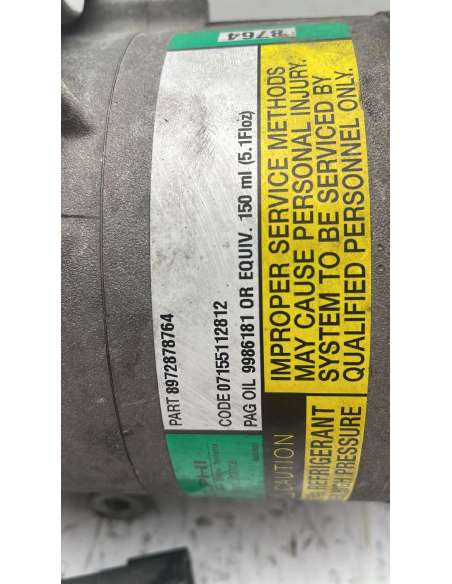 8764
PART 8972878764
CODE 07155112812
PAG OIL 9986181 OR EQUIV. 150 ml (5.1Floz)
IMPROPER SERVICE METHODS
MAY CAUSE PERSONAL INJURY.
SYSTEM TO BE SERVICED BY
QUALIFIED PERSONNEL ONLY.
PHI
CAUTION
REFRIGERANT
PRESSURE